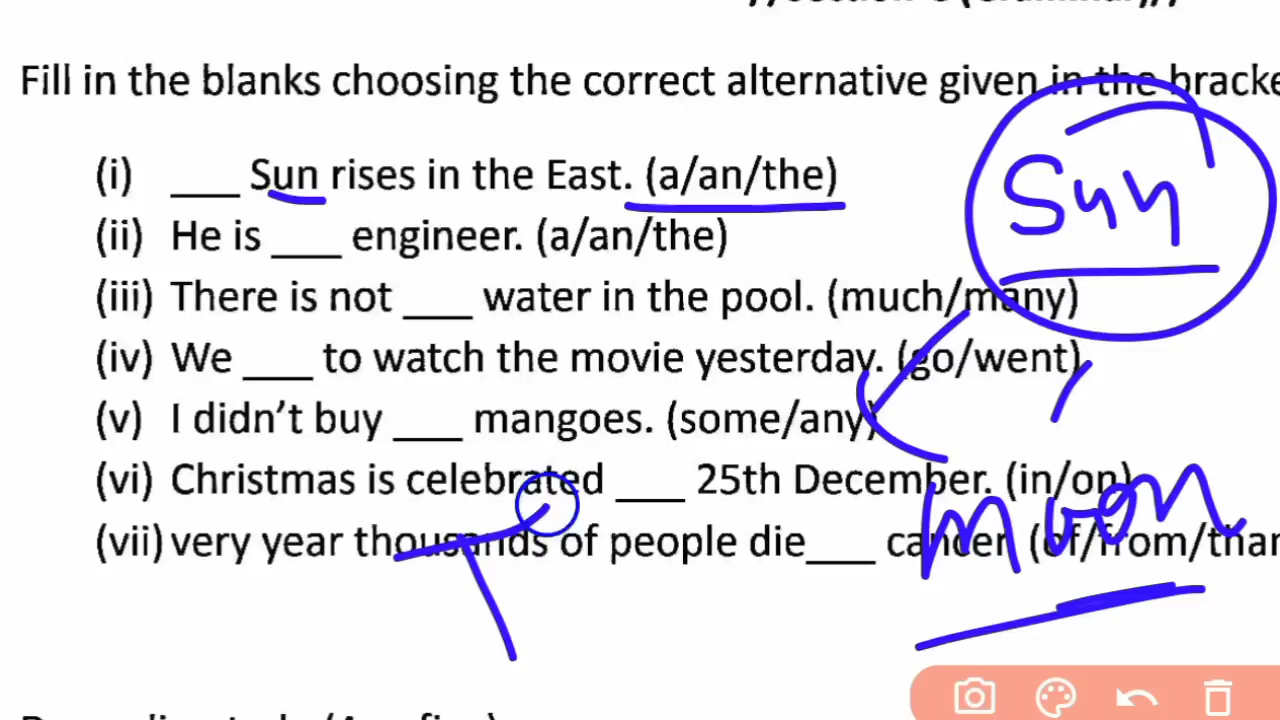 Fill in the blanks choosing the correct alternative given in the
(i) ___ Sun rises in the East. (a/an/the)
Sun
(ii) He is ___ engineer. (a/an/the)
(iii) There is not ___ water in the pool. (much/many)
(iv) We ___ to watch the movie yesterday. (go/went)
(v) I didn't buy ___ mangoes. (some/any)
(vi) Christmas is celebrated ___ 25th December. (in/on)
moon
(vii) very year thousands of people die___ cancer. (of/from/than
T